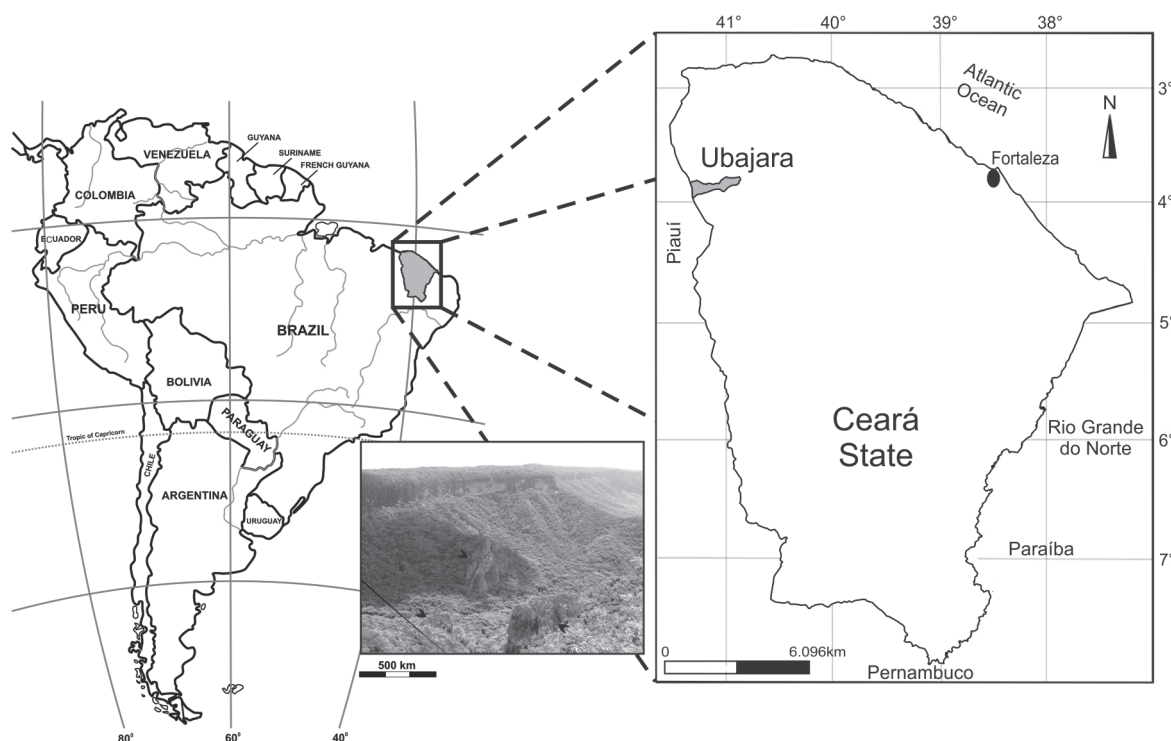 GUYANA
VENEZUELA
SURINAME
FRENCH GUYANA
COLOMBIA
ECUADOR
PERU
BRAZIL
BOLIVIA
PARAGUAY
Tropic of Capricorn
CHILE
ARGENTINA
URUGUAY
500 km
80°
60°
40°
41°
40°
39°
38°
Atlantic
Ocean
3°
N
Ubajara
Fortaleza
4°
Piauí
5°
Ceará
State
Rio Grande
do Norte
6°
Paraíba
7°
0
6.096km
Pernambuco